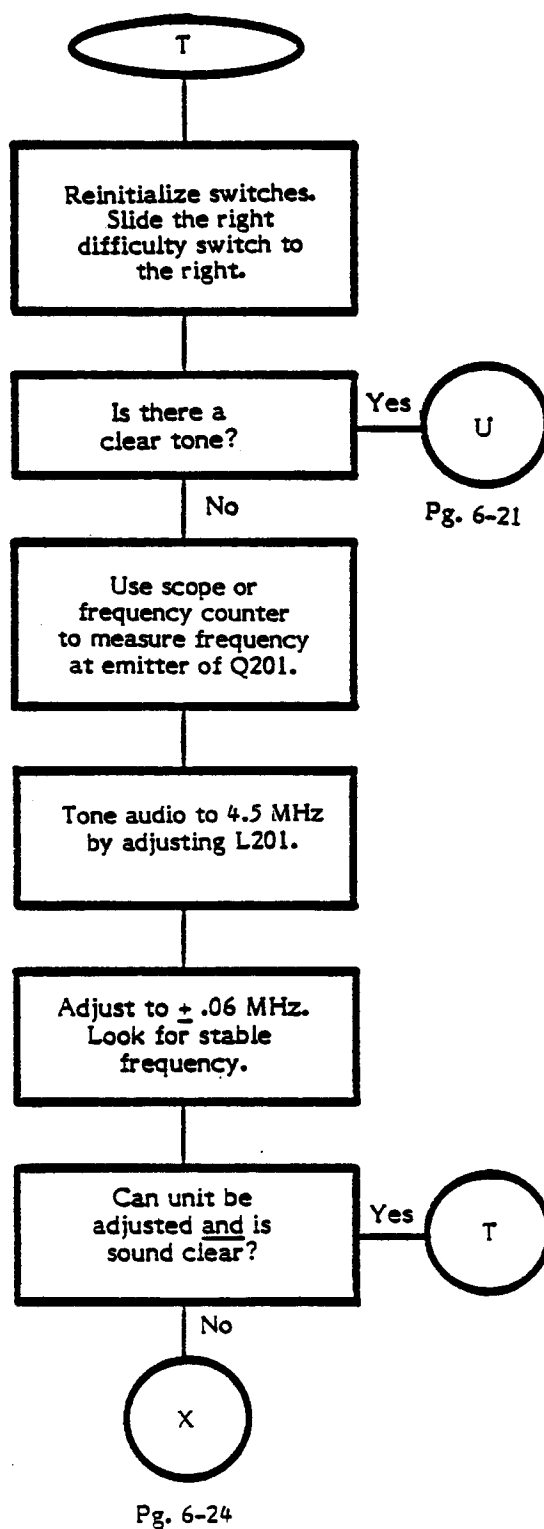 T
Reinitialize switches.
Slide the right
difficulty switch to
the right.
Is there a
clear tone?
Yes
U
Pg. 6-21
No
Use scope or
frequency counter
to measure frequency
at emitter of Q201.
Tone audio to 4.5 MHz
by adjusting L201.
Adjust to ± .06 MHz.
Look for stable
frequency.
Can unit be
adjusted and is
sound clear?
Yes
T
No
X
Pg. 6-24